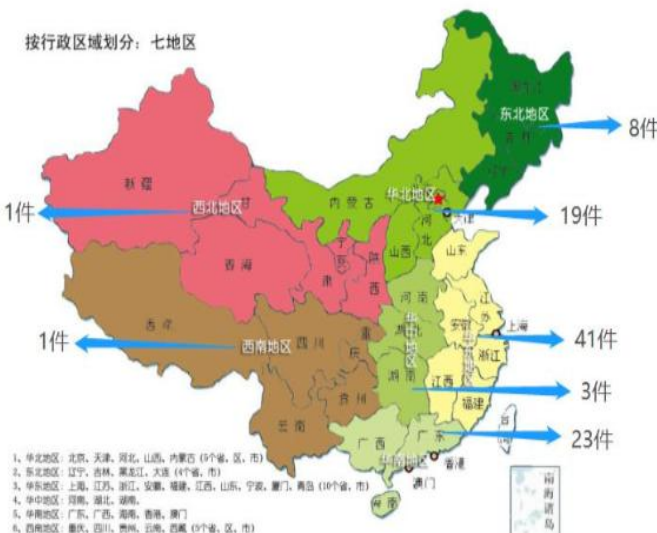 按行政区域划分: 七地区
东北地区
8件
新疆
甘
西北地区
1件
内蒙古
华北地区
天津
19件
河北
山西
山东
宁夏
陕西
青海
肃
河南
江苏
安徽
上海
41件
1件
西南地区
四川
重庆
湖南
浙江
江西
福建
3件
贵州
云南
广西
广东
23件
华南地区
香港
澳门
海南
南海诸岛
1、华北地区: 北京、天津、河北、山西、内蒙古 (5个省、区、市)
2、东北地区: 辽宁、吉林、黑龙江、大连 (4个省、市)
3、华东地区: 上海、江苏、浙江、安徽、福建、江西、山东、宁波、厦门、青岛 (10个省、市)
4、华中地区: 河南、湖北、湖南、
5、华南地区: 广东、广西、海南、香港、澳门
6、西南地区: 重庆、四川、贵州、云南、西藏 (5个省、区、市)